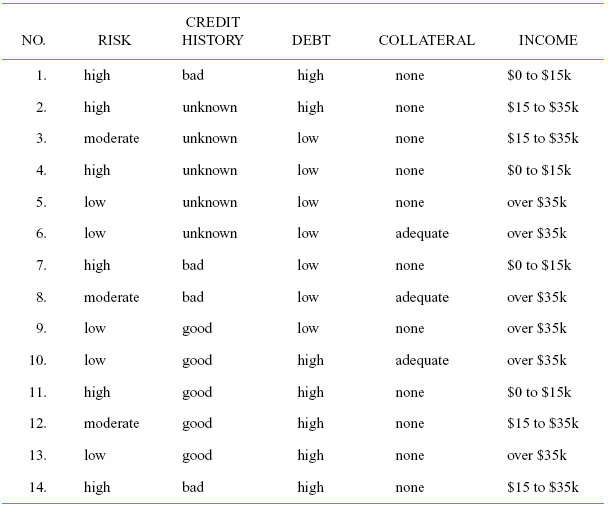 NO. RISK CREDIT HISTORY DEBT COLLATERAL INCOME
1. high bad high none $0 to $15k
2. high unknown high none $15 to $35k
3. moderate unknown low none $15 to $35k
4. high unknown low none $0 to $15k
5. low unknown low none over $35k
6. low unknown low adequate over $35k
7. high bad low none $0 to $15k
8. moderate bad low adequate over $35k
9. low good low none over $35k
10. low good high adequate over $35k
11. high good high none $0 to $15k
12. moderate good high none $15 to $35k
13. low good high none over $35k
14. high bad high none $15 to $35k